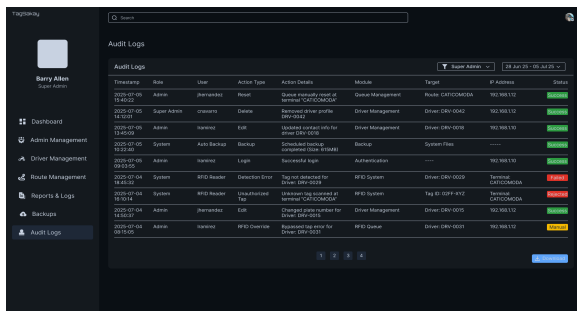 TagSakay
Search
Audit Logs
Barry Allen
Super Admin
Dashboard
Admin Management
Driver Management
Route Management
Reports & Logs
Backups
Audit Logs
Audit Logs
Super Admin
28 Jun 25 - 05 Jul 25
Timestamp Role User Action Type Action Details Module Target IP Address Status
2025-07-05 Admin jhernandez Reset Queue manually reset at Queue Management Route: CATICOMODA 192.168.1.12 Success
15:40:22 terminal "CATICOMODA"
2025-07-05 Super Admin cnavarro Delete Removed driver profile Driver Management Driver: DRV-0042 192.168.1.12 Success
14:12:01 DRV-0042
2025-07-05 Admin iramirez Edit Updated contact info for Driver Management Driver: DRV-0018 192.168.1.10 Success
13:45:09 driver DRV-0018
2025-07-05 System Auto Backup Backup Scheduled backup Backup System Files ----- Success
10:22:40 completed (Size: 615MB)
2025-07-05 Admin iramirez Login Successful login Authentication ---- 192.168.1.10 Success
09:03:55
2025-07-04 System RFID Reader Detection Error Tag not detected for RFID System Driver: DRV-0029 Terminal Failed
18:45:32 Driver: DRV-0029 CATICOMODA
2025-07-04 System RFID Reader Unauthorized Unknown tag scanned at RFID System Tag ID: 02FF-XYZ Terminal Rejected
16:10:14 Tap terminal "CATICOMODA" CATICOMODA
2025-07-04 Admin jhernandez Edit Changed plate number for Driver Management Driver: DRV-0015 192.168.1.12 Success
14:50:37 Driver: DRV-0015
2025-07-04 Admin iramirez RFID Override Bypassed tap error for RFID Queue Driver: DRV-0031 192.168.1.12 Manual
09:15:05 Driver: DRV-0031
1 2 3 4
Download